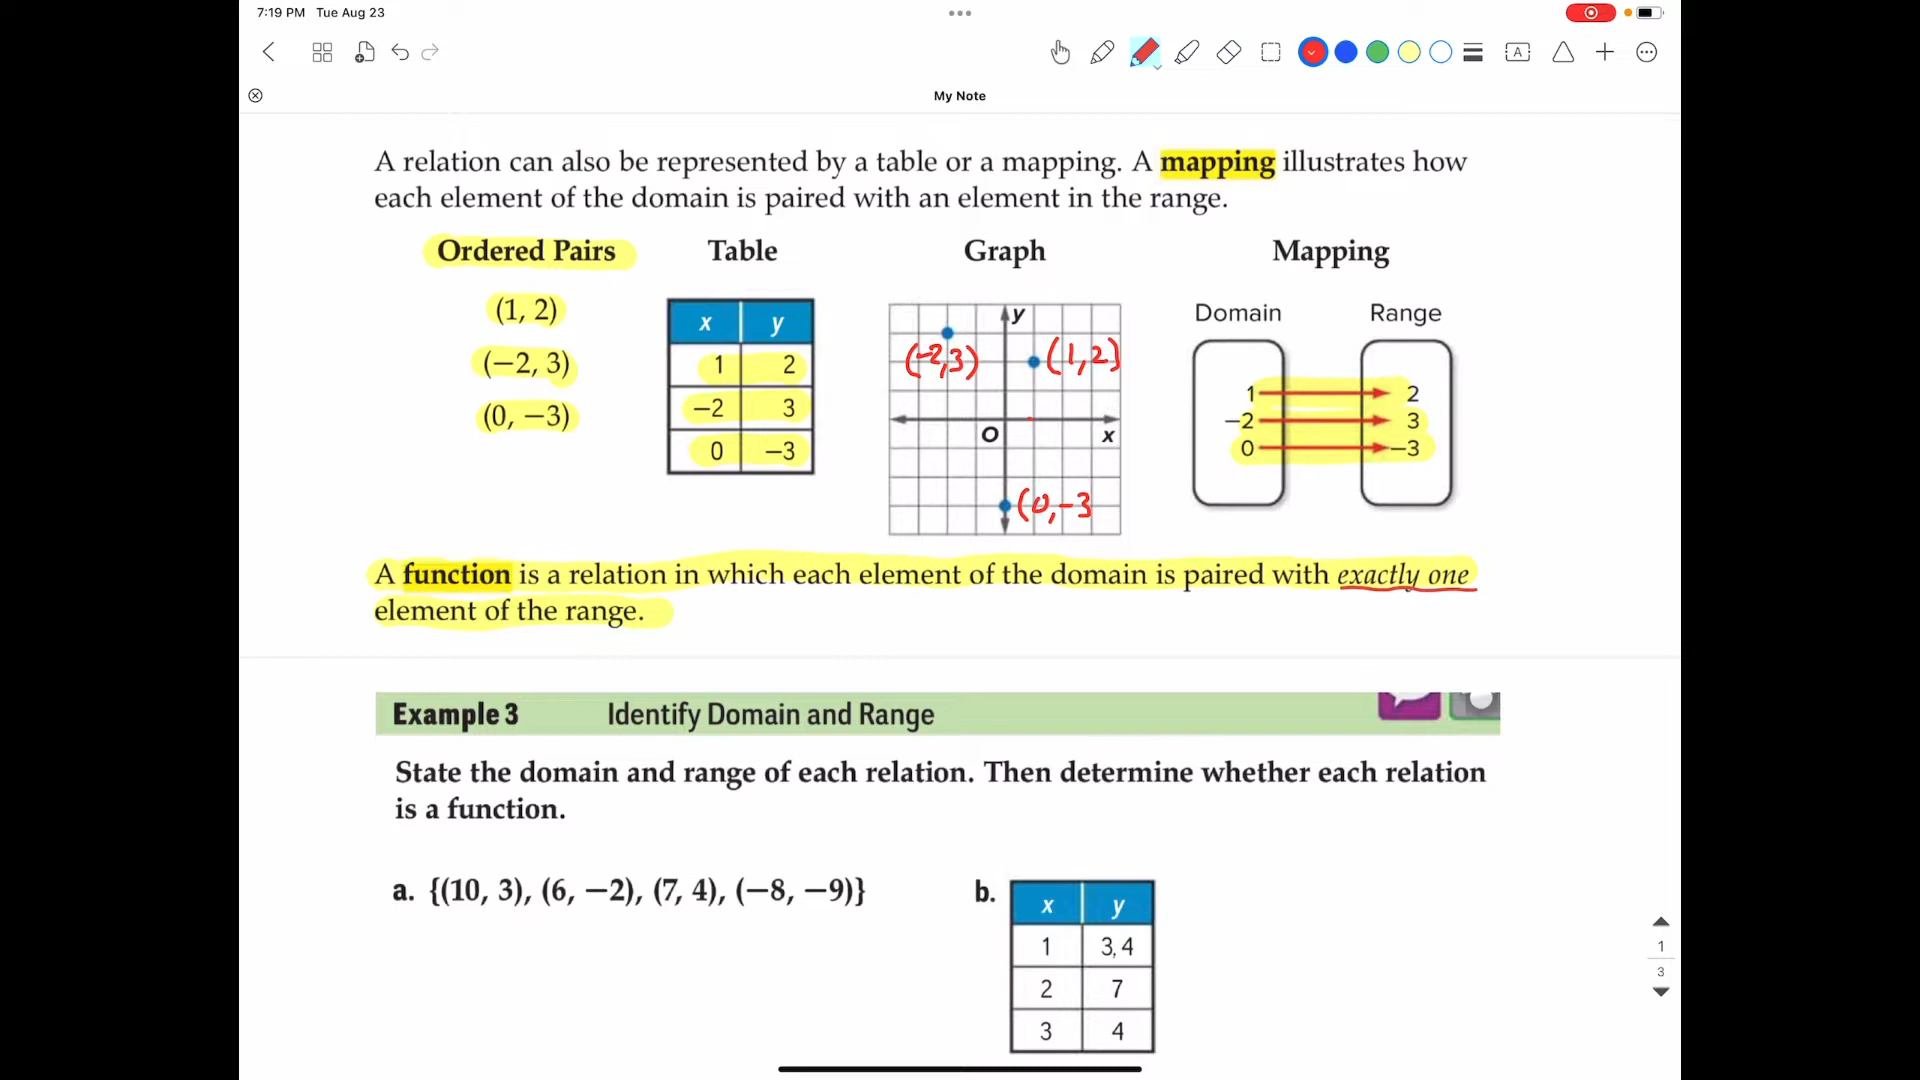 7:19 PM Tue Aug 23
My Note
A relation can also be represented by a table or a mapping. A mapping illustrates how
each element of the domain is paired with an element in the range.
Ordered Pairs Table Graph Mapping
(1, 2)
(−2, 3)
(0, −3)
x y
1 2
−2 3
0 −3
y
(-2,3) (1,2)
O x
(0,-3
Domain Range
1 2
−2 3
0 −3
A function is a relation in which each element of the domain is paired with exactly one
element of the range.
Example 3 Identify Domain and Range
State the domain and range of each relation. Then determine whether each relation
is a function.
a. {(10, 3), (6, −2), (7, 4), (−8, −9)}
b.
x y
1 3, 4
2 7
3 4
A
1
3